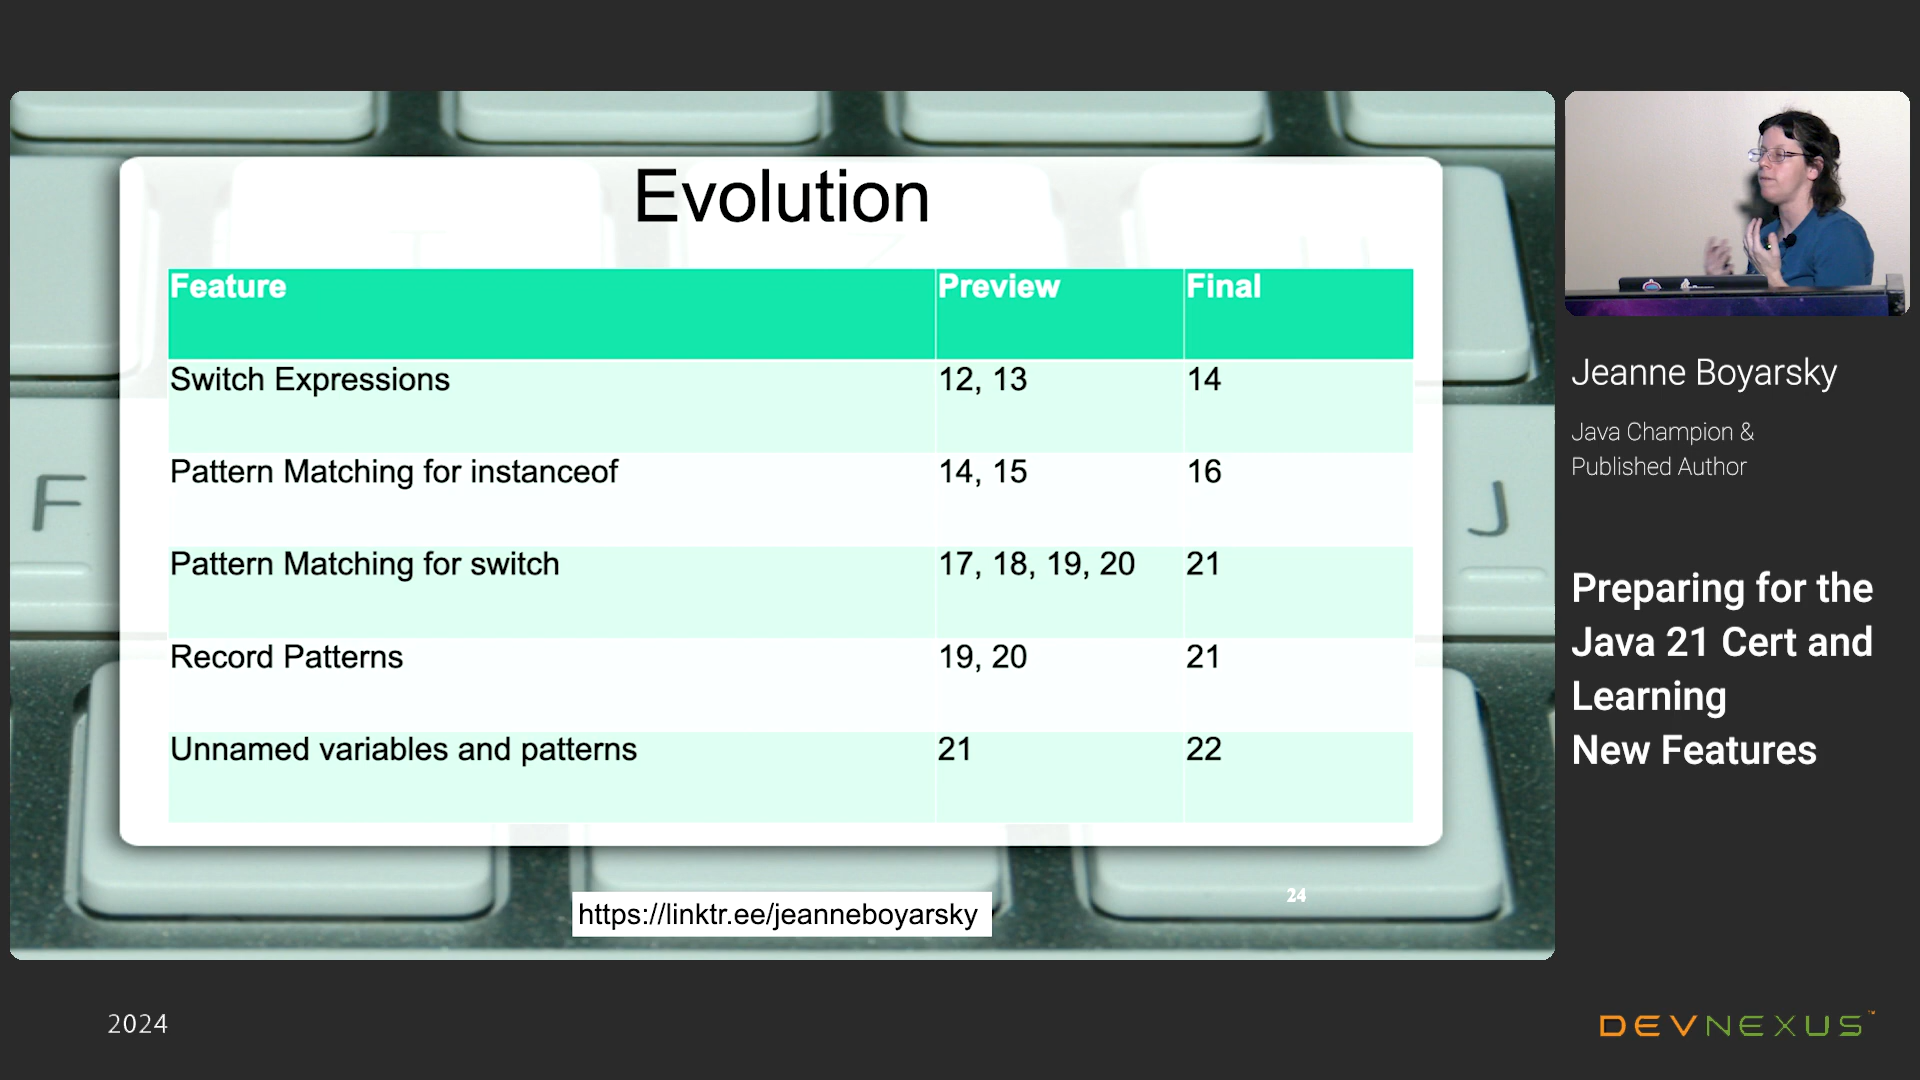 Evolution
Feature Preview Final
Switch Expressions 12, 13 14
Pattern Matching for instanceof 14, 15 16
Pattern Matching for switch 17, 18, 19, 20 21
Record Patterns 19, 20 21
Unnamed variables and patterns 21 22
F
J
24
https://linktr.ee/jeanneboyarsky
Jeanne Boyarsky
Java Champion &
Published Author
Preparing for the
Java 21 Cert and
Learning
New Features
2024
DEVNEXUS™